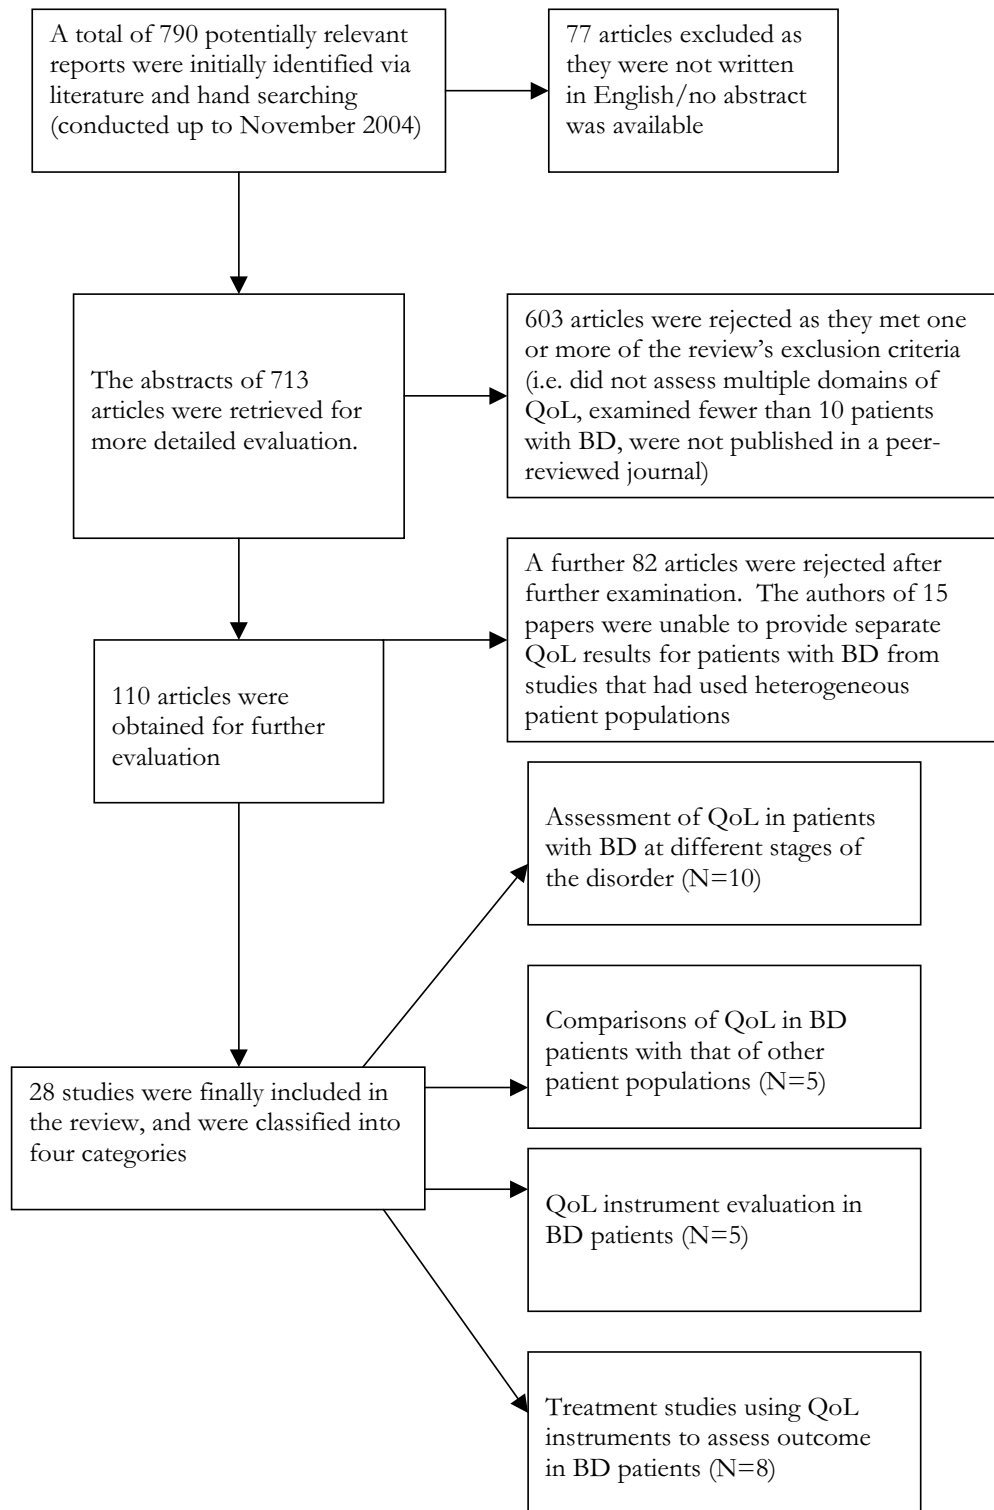 A total of 790 potentially relevant
reports were initially identified via
literature and hand searching
(conducted up to November 2004)
77 articles excluded as
they were not written
in English/no abstract
was available
The abstracts of 713
articles were retrieved for
more detailed evaluation.
603 articles were rejected as they met one
or more of the review’s exclusion criteria
(i.e. did not assess multiple domains of
QoL, examined fewer than 10 patients
with BD, were not published in a peer-
reviewed journal)
110 articles were
obtained for further
evaluation
A further 82 articles were rejected after
further examination.  The authors of 15
papers were unable to provide separate
QoL results for patients with BD from
studies that had used heterogeneous
patient populations
28 studies were finally included in
the review, and were classified into
four categories
Assessment of QoL in patients
with BD at different stages of
the disorder (N=10)
Comparisons of QoL in BD
patients with that of other
patient populations (N=5)
QoL instrument evaluation in
BD patients (N=5)
Treatment studies using QoL
instruments to assess outcome
in BD patients (N=8)